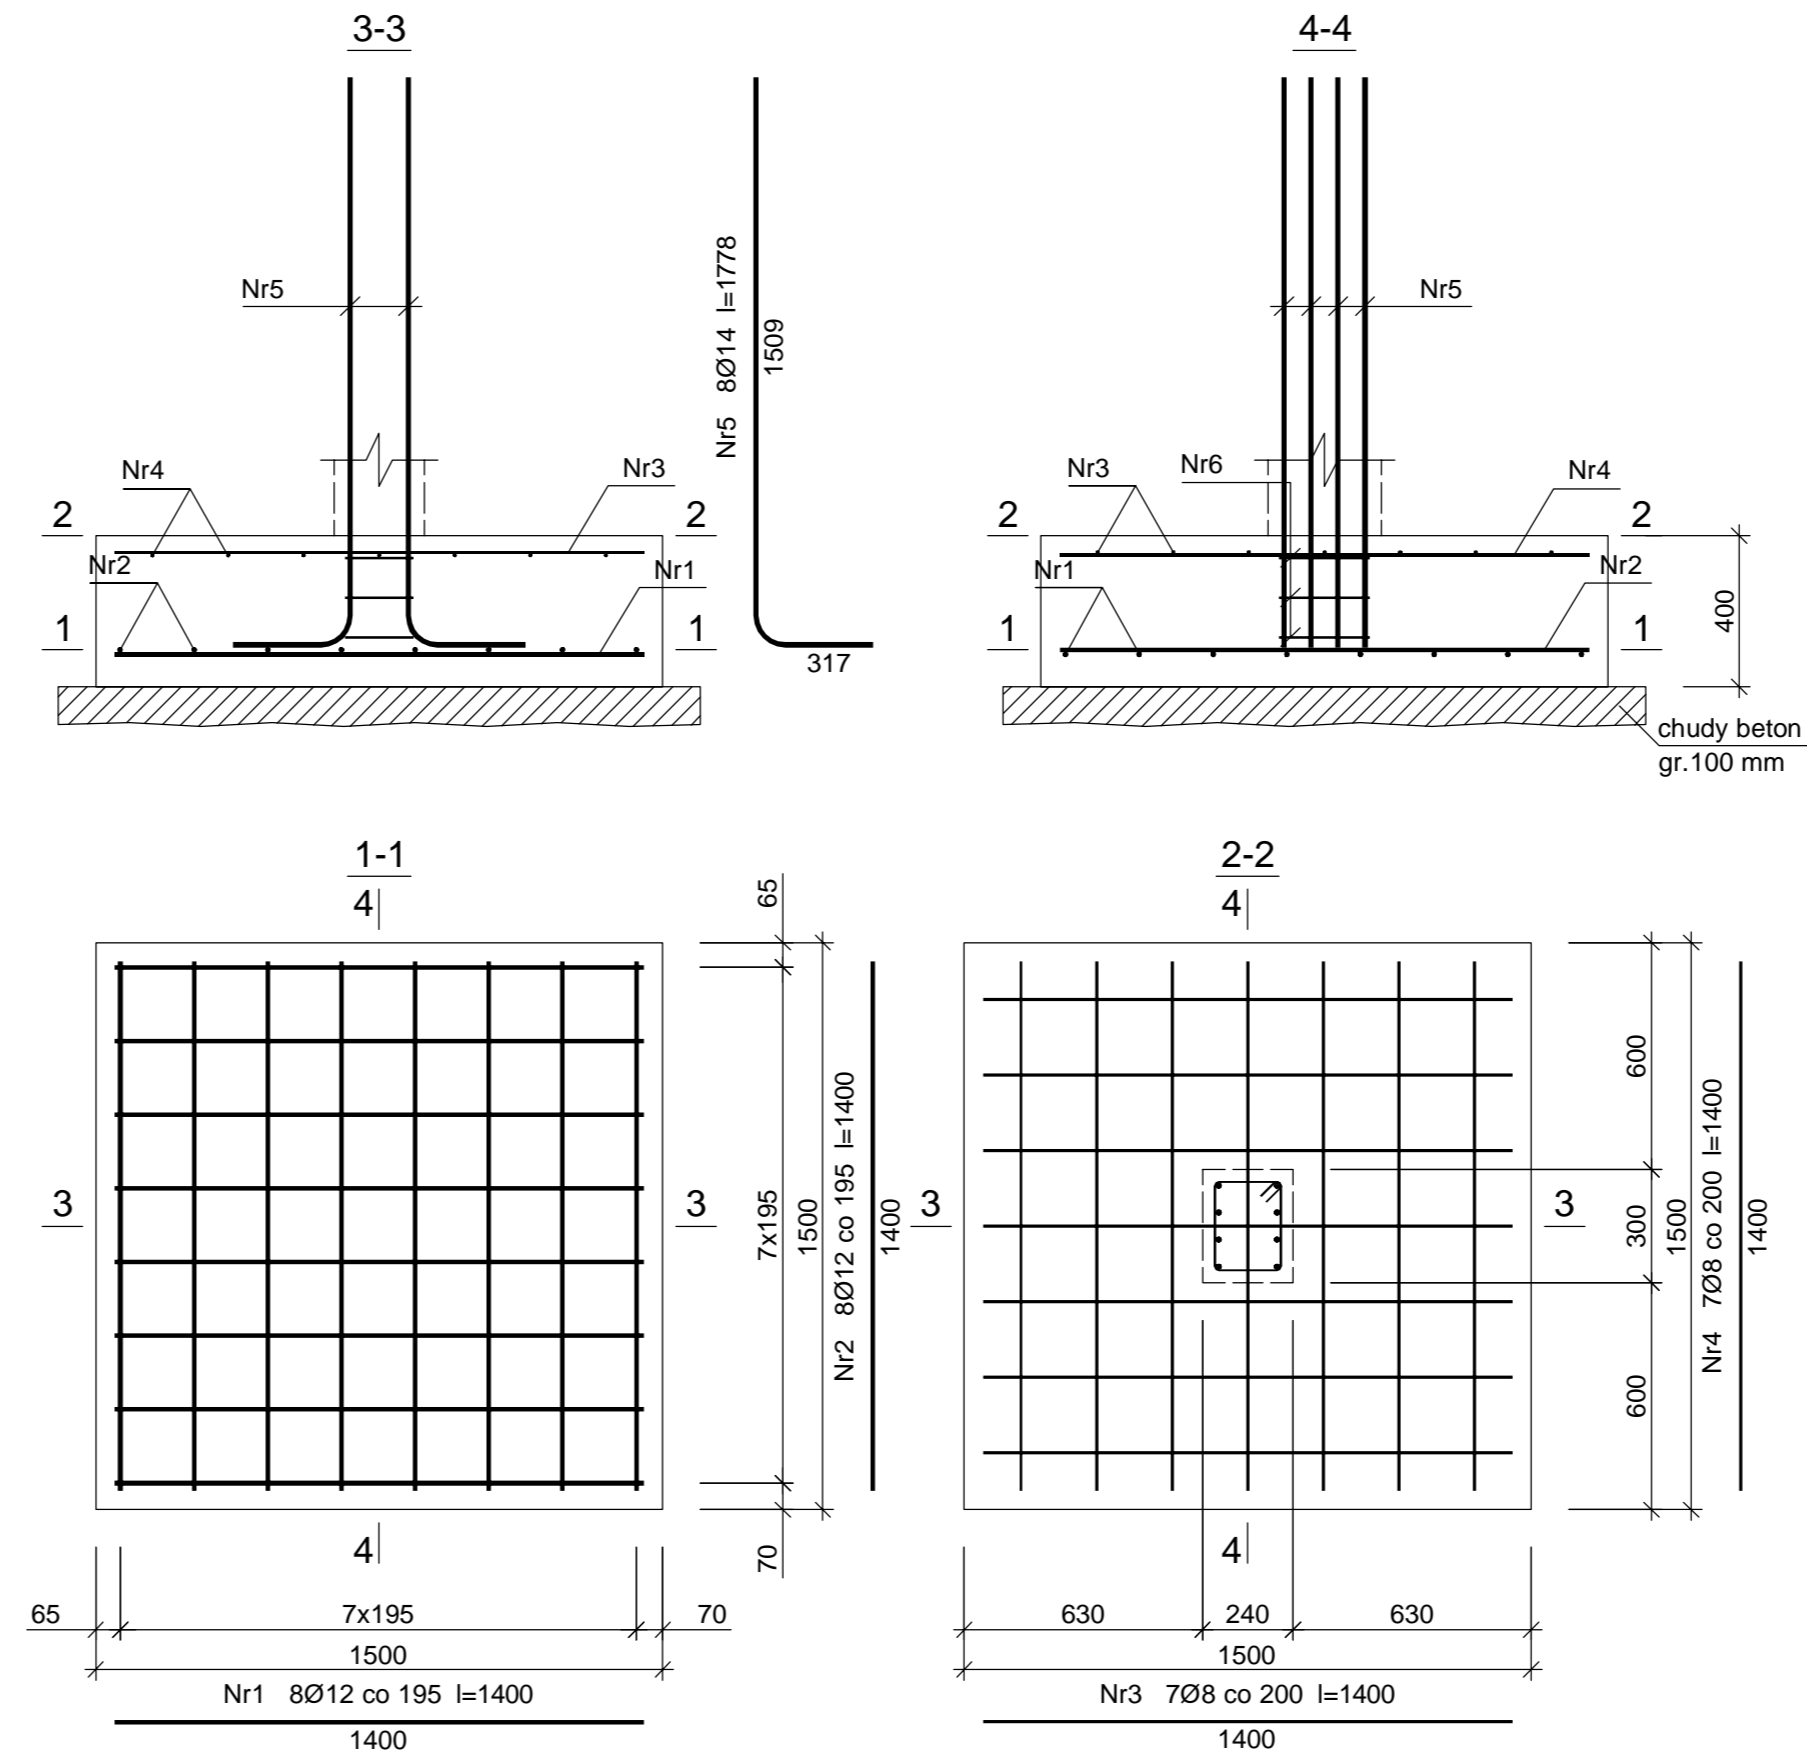 3-3
4-4
Nr5
Nr5 8Ø14 l=1778
1509
317
Nr5
Nr4
Nr3
Nr3
Nr6
Nr4
2
2
2
2
Nr2
Nr1
Nr1
Nr2
1
1
1
1
400
chudy beton
gr.100 mm
1-1
4
65
7x195
1500
Nr2 8Ø12 co 195 l=1400
1400
3
3
70
4
65
7x195
70
1500
Nr1 8Ø12 co 195 l=1400
1400
2-2
4
600
300
600
1500
Nr4 7Ø8 co 200 l=1400
1400
3
3
4
630
240
630
1500
Nr3 7Ø8 co 200 l=1400
1400